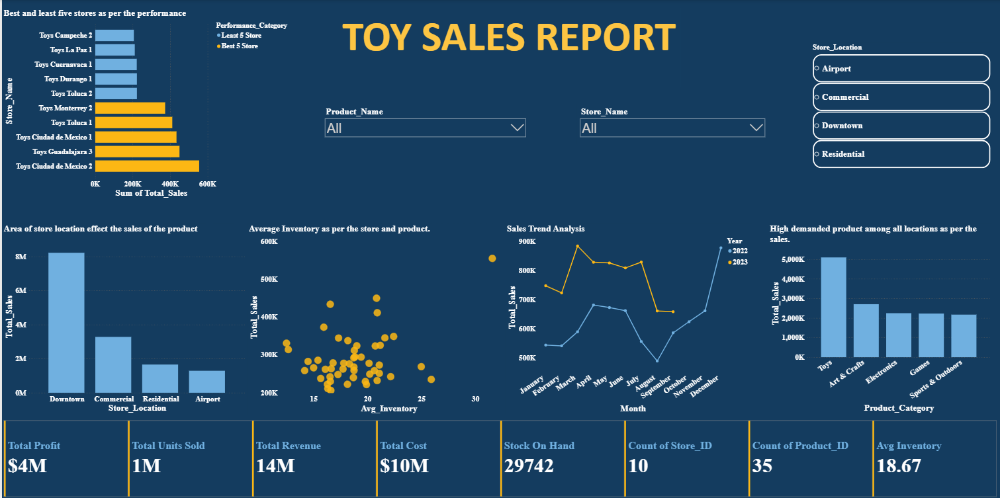 Best and least five stores as per the performance
Performance_Category
Least 5 Store
Best 5 Store
Store_Name
Toys Campeche 2
Toys La Paz 1
Toys Cuernavaca 1
Toys Durango 1
Toys Toluca 2
Toys Monterrey 2
Toys Toluca 1
Toys Ciudad de Mexico 1
Toys Guadalajara 3
Toys Ciudad de Mexico 2
0K 200K 400K 600K
Sum of Total_Sales
TOY SALES REPORT
Product_Name
All
Store_Name
All
Store_Location
Airport
Commercial
Downtown
Residential
Area of store location effect the sales of the product
Total_Sales
8M
6M
4M
2M
0M
Downtown Commercial Residential Airport
Store_Location
Average Inventory as per the store and product.
Total_Sales
600K
500K
400K
300K
200K
15 20 25 30
Avg_Inventory
Sales Trend Analysis
Year
2022
2023
Total_Sales
900K
800K
700K
600K
500K
January February March April May June July August September October November December
Month
High demanded product among all locations as per the
sales.
Total_Sales
5,000K
4,000K
3,000K
2,000K
1,000K
0K
Toys Art & Crafts Electronics Games Sports & Outdoors
Product_Category
Total Profit
$4M
Total Units Sold
1M
Total Revenue
14M
Total Cost
$10M
Stock On Hand
29742
Count of Store_ID
10
Count of Product_ID
35
Avg Inventory
18.67